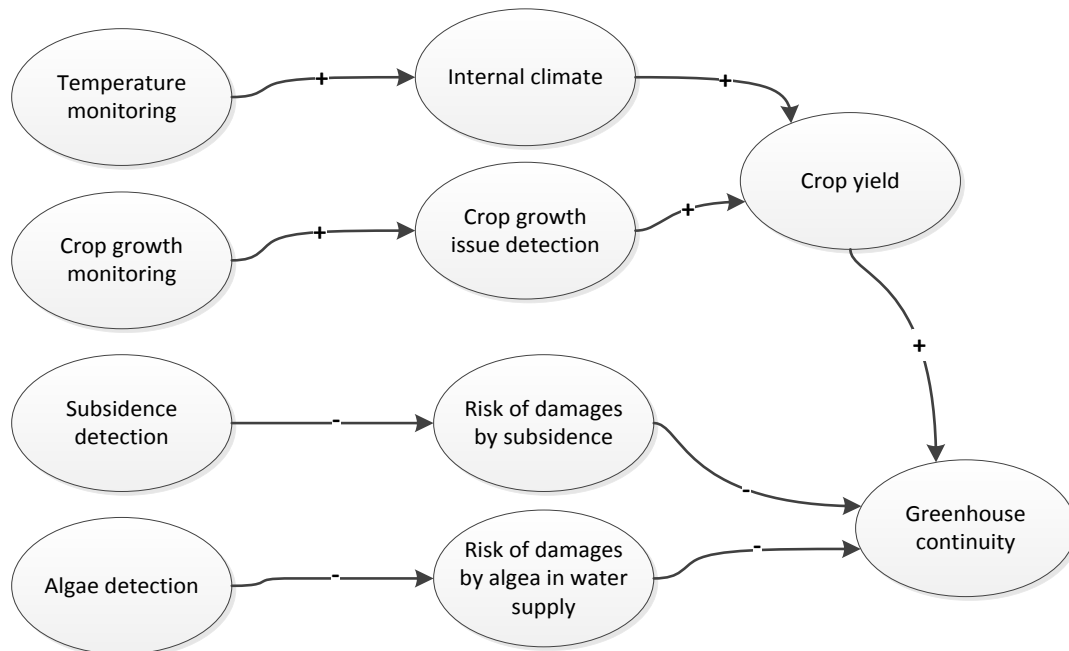 Temperature
monitoring
+
Internal climate
+
Crop yield
Crop growth
monitoring
+
Crop growth
issue detection
+
+
Subsidence
detection
-
Risk of damages
by subsidence
-
Greenhouse
continuity
Algae detection
-
Risk of damages
by algea in water
supply
-